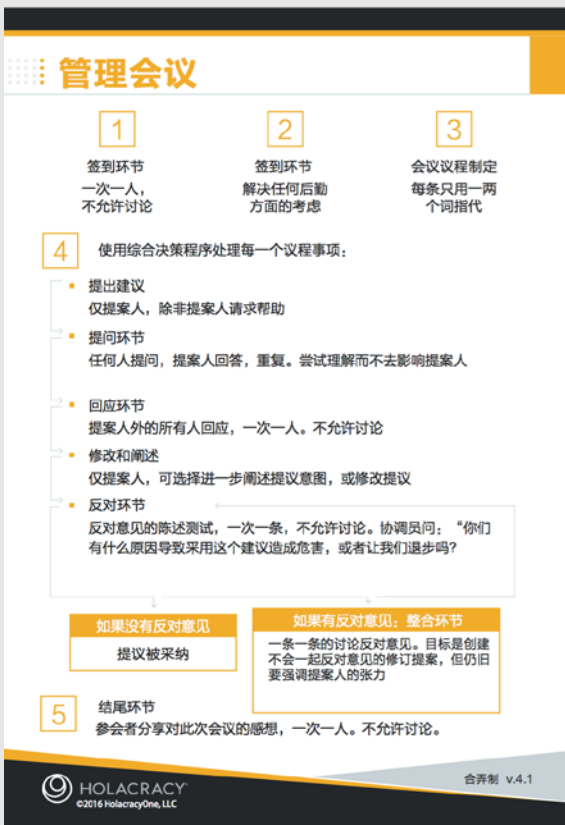 管理会议
1
2
3
签到环节
签到环节
会议议程制定
一次一人，
不允许讨论
解决任何后勤
方面的考虑
每条只用一两
个词指代
4
使用综合决策程序处理每一个议程事项：
提出建议
仅提案人，除非提案人请求帮助
提问环节
任何人提问，提案人回答，重复。尝试理解而不去影响提案人
回应环节
提案人外的所有人回应，一次一人。不允许讨论
修改和阐述
仅提案人，可选择进一步阐述提议意图，或修改提议
反对环节
反对意见的陈述测试，一次一条，不允许讨论。协调员问：“你们
有什么原因导致采用这个建议造成危害，或者让我们退步吗？
如果没有反对意见
提议被采纳
如果有反对意见：整合环节
一条一条的讨论反对意见。目标是创建
不会一起反对意见的修订提案，但仍旧
要强调提案人的张力
5
结尾环节
参会者分享对此次会议的感想，一次一人。不允许讨论。
HOLACRACY
©2016 HolacracyOne, LLC
合弄制 v.4.1